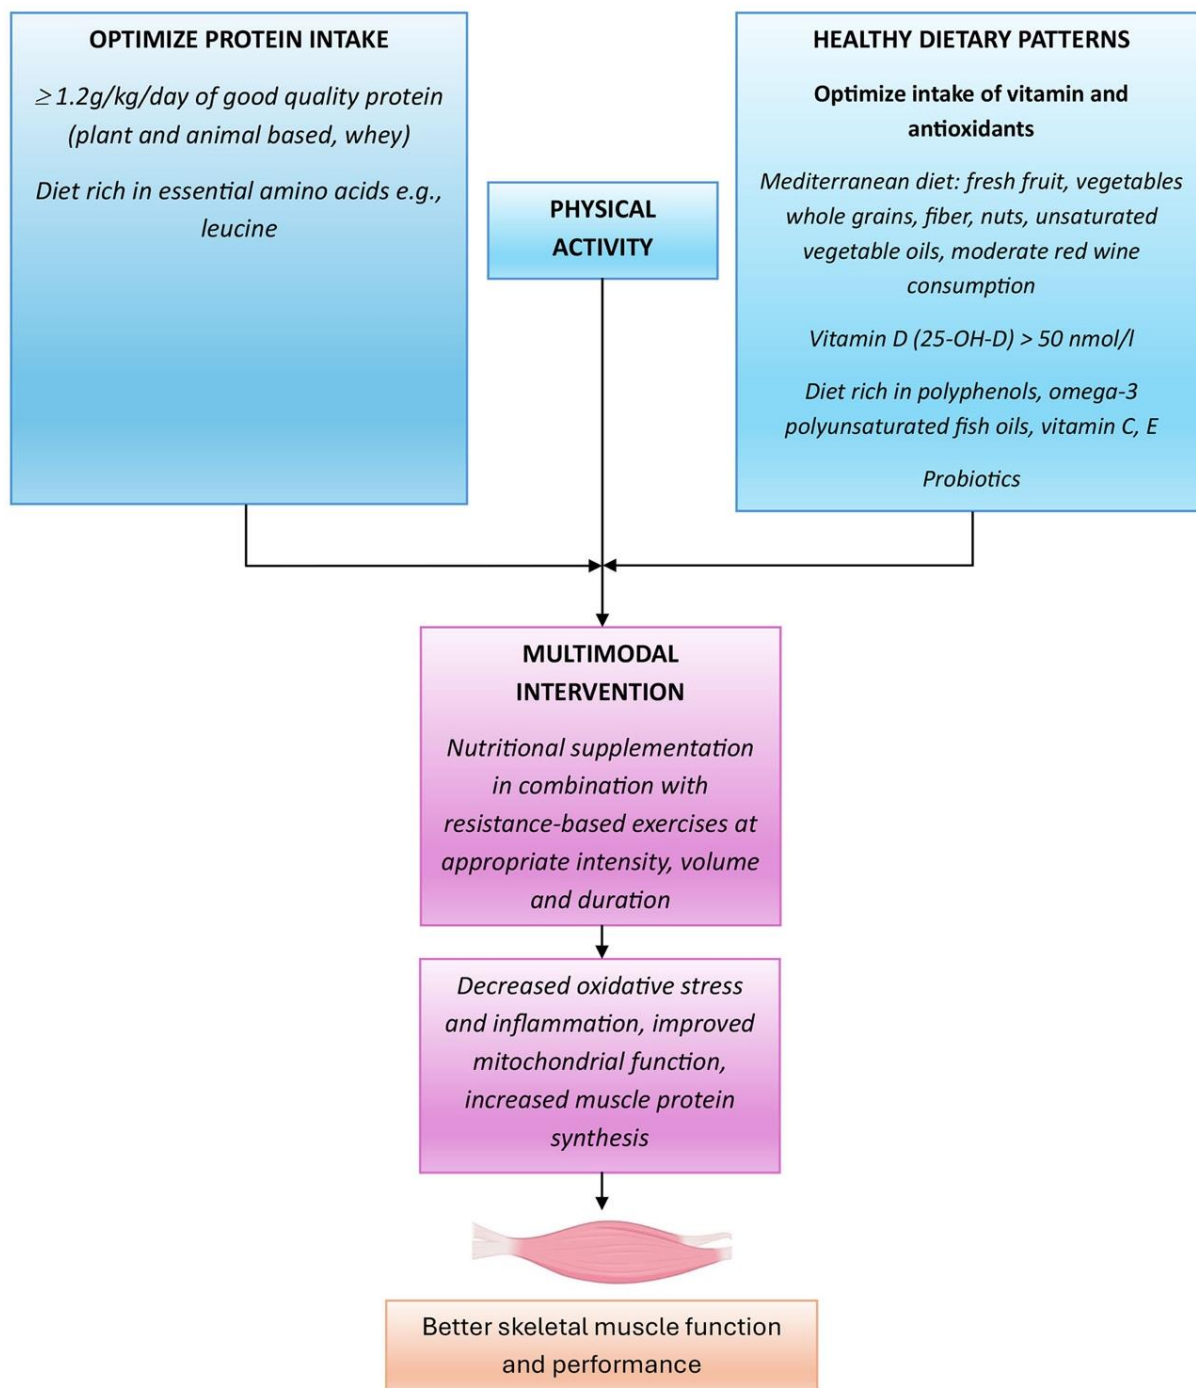 OPTIMIZE PROTEIN INTAKE
≥ 1.2g/kg/day of good quality protein
(plant and animal based, whey)
Diet rich in essential amino acids e.g.,
leucine
PHYSICAL
ACTIVITY
HEALTHY DIETARY PATTERNS
Optimize intake of vitamin and
antioxidants
Mediterranean diet: fresh fruit, vegetables
whole grains, fiber, nuts, unsaturated
vegetable oils, moderate red wine
consumption
Vitamin D (25-OH-D) > 50 nmol/l
Diet rich in polyphenols, omega-3
polyunsaturated fish oils, vitamin C, E
Probiotics
MULTIMODAL
INTERVENTION
Nutritional supplementation
in combination with
resistance-based exercises at
appropriate intensity, volume
and duration
Decreased oxidative stress
and inflammation, improved
mitochondrial function,
increased muscle protein
synthesis
Better skeletal muscle function
and performance